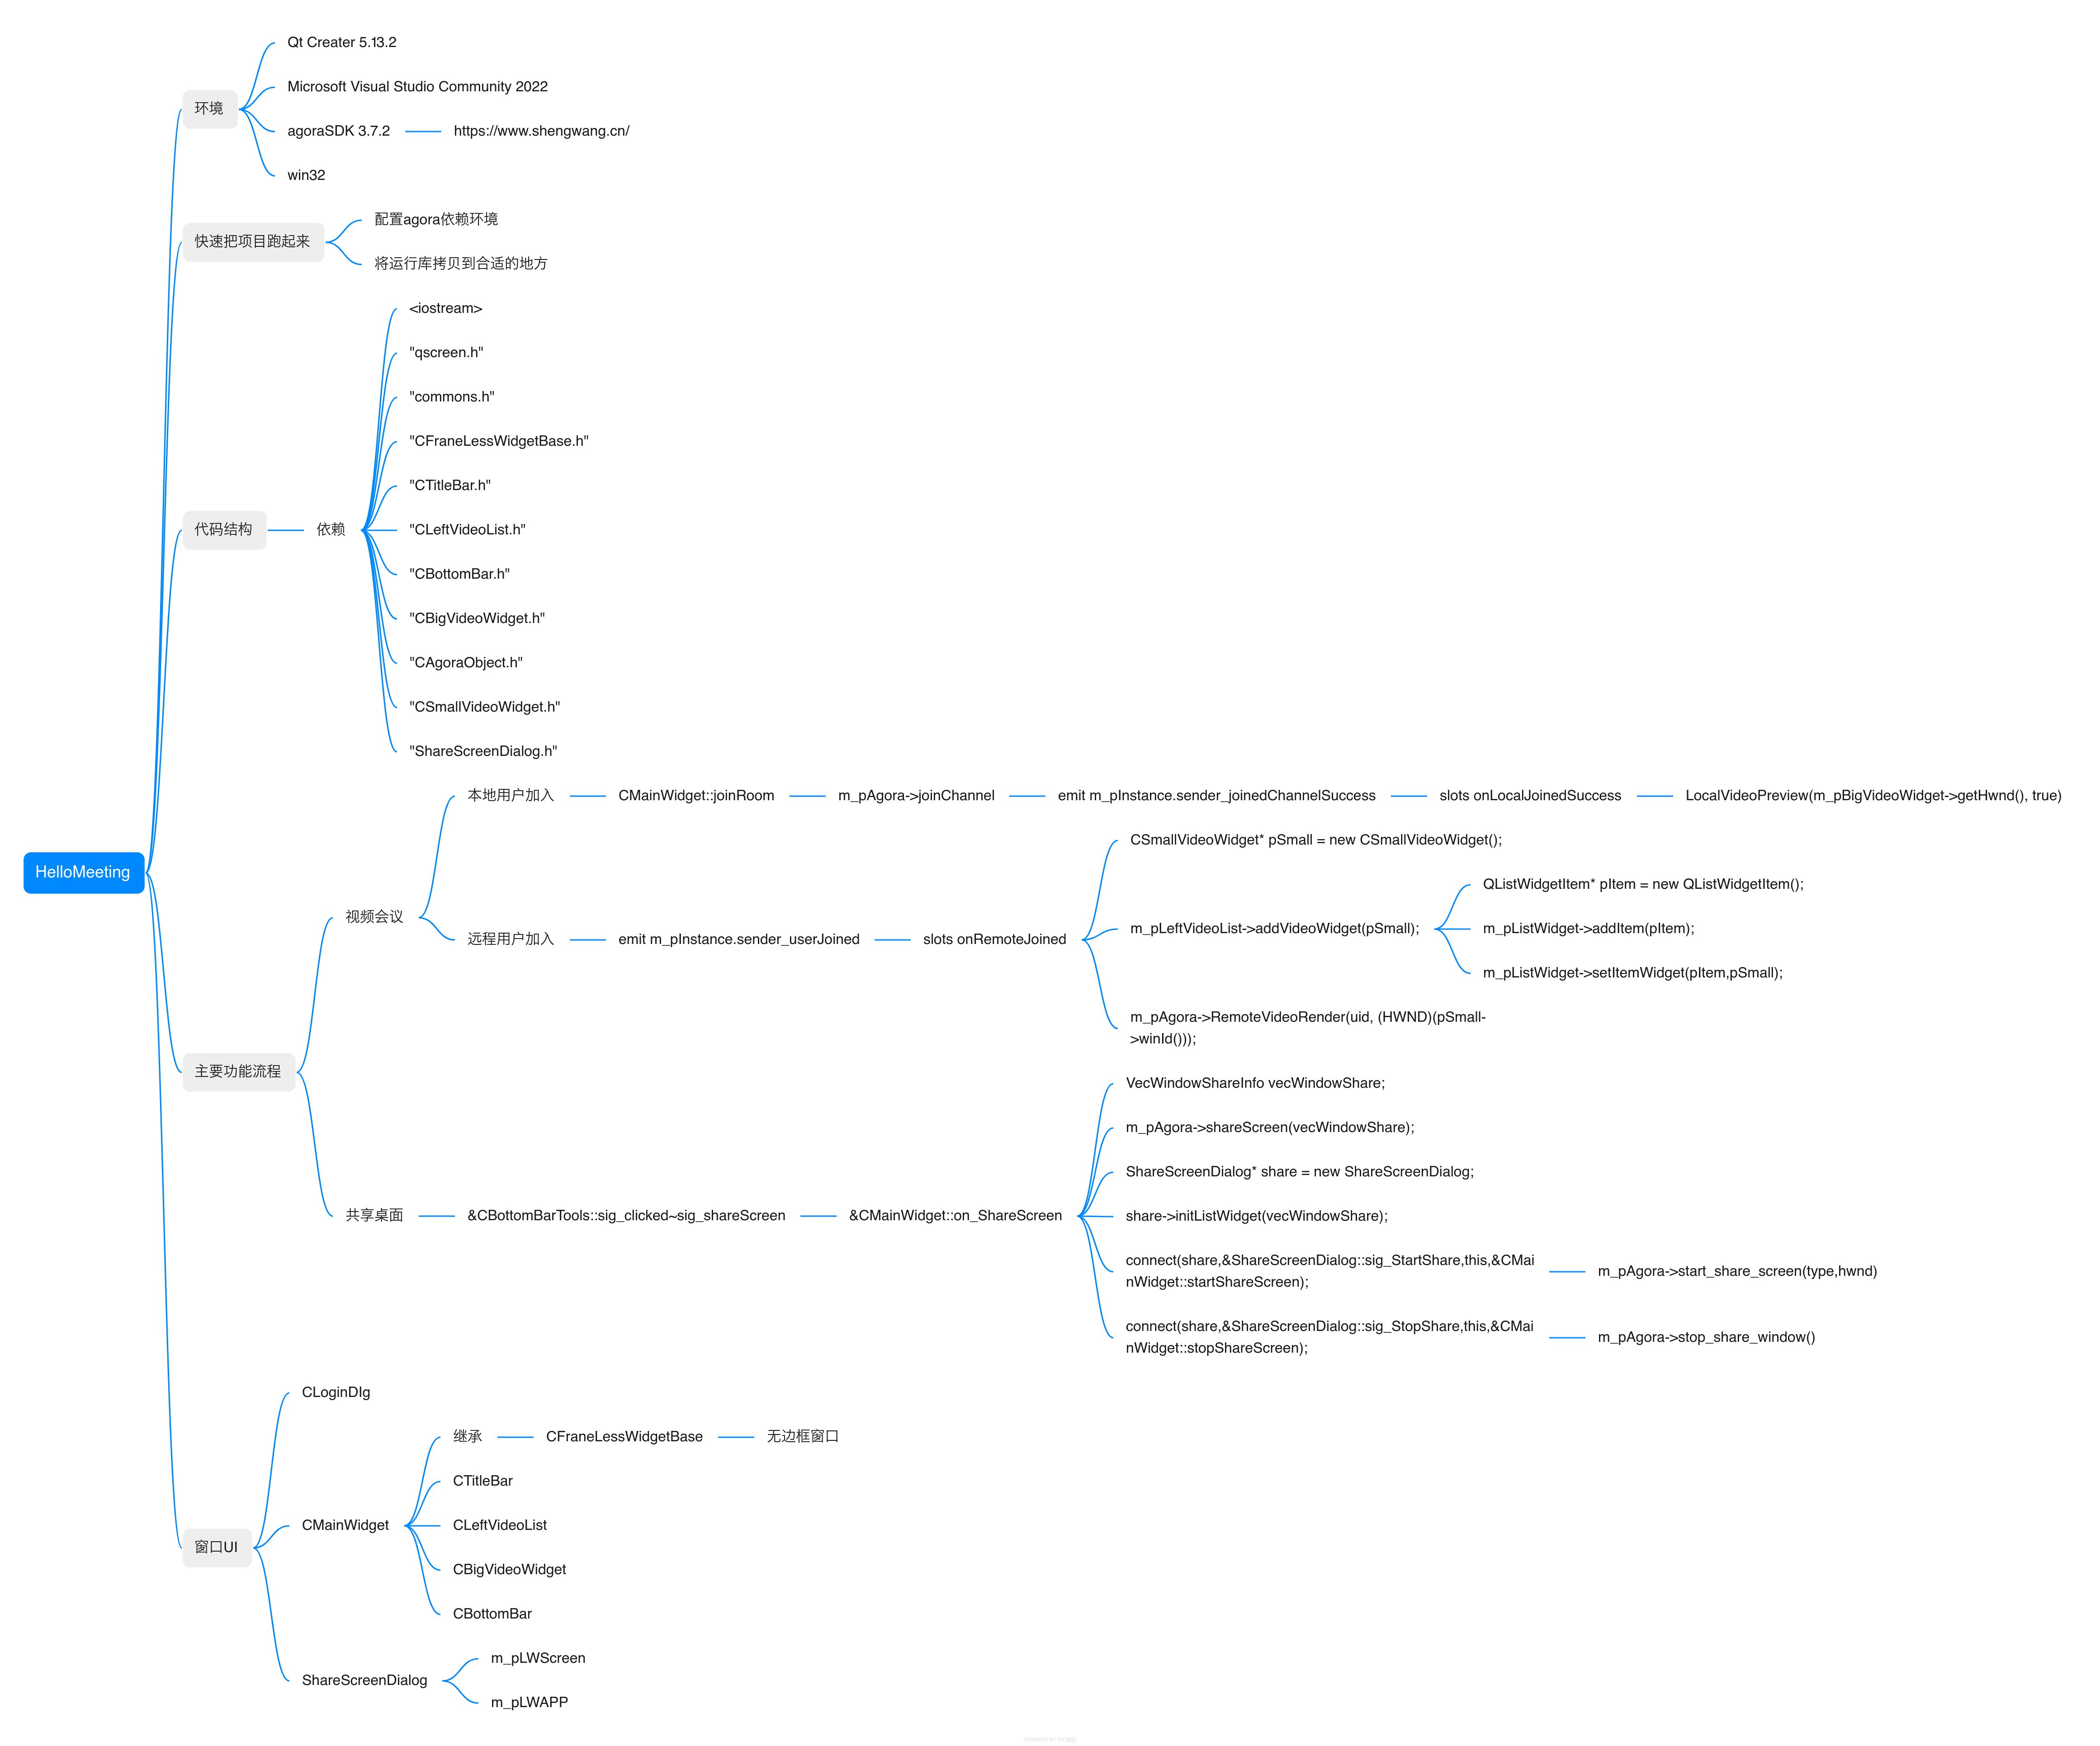 HelloMeeting
环境
Qt Creater 5.13.2
Microsoft Visual Studio Community 2022
agoraSDK 3.7.2
https://www.shengwang.cn/
win32
快速把项目跑起来
配置agora依赖环境
将运行库拷贝到合适的地方
代码结构
依赖
<iostream>
"qscreen.h"
"commons.h"
"CFraneLessWidgetBase.h"
"CTitleBar.h"
"CLeftVideoList.h"
"CBottomBar.h"
"CBigVideoWidget.h"
"CAgoraObject.h"
"CSmallVideoWidget.h"
"ShareScreenDialog.h"
主要功能流程
视频会议
本地用户加入
CMainWidget::joinRoom
m_pAgora->joinChannel
emit m_pInstance.sender_joinedChannelSuccess
slots onLocalJoinedSuccess
LocalVideoPreview(m_pBigVideoWidget->getHwnd(), true)
远程用户加入
emit m_pInstance.sender_userJoined
slots onRemoteJoined
CSmallVideoWidget* pSmall = new CSmallVideoWidget();
m_pLeftVideoList->addVideoWidget(pSmall);
QListWidgetItem* pItem = new QListWidgetItem();
m_pListWidget->addItem(pItem);
m_pListWidget->setItemWidget(pItem,pSmall);
m_pAgora->RemoteVideoRender(uid, (HWND)(pSmall-
>winId()));
共享桌面
&CBottomBarTools::sig_clicked~sig_shareScreen
&CMainWidget::on_ShareScreen
VecWindowShareInfo vecWindowShare;
m_pAgora->shareScreen(vecWindowShare);
ShareScreenDialog* share = new ShareScreenDialog;
share->initListWidget(vecWindowShare);
connect(share,&ShareScreenDialog::sig_StartShare,this,&CMai
nWidget::startShareScreen);
m_pAgora->start_share_screen(type,hwnd)
connect(share,&ShareScreenDialog::sig_StopShare,this,&CMai
nWidget::stopShareScreen);
m_pAgora->stop_share_window()
窗口UI
CLoginDlg
CMainWidget
继承
CFraneLessWidgetBase
无边框窗口
CTitleBar
CLeftVideoList
CBigVideoWidget
CBottomBar
ShareScreenDialog
m_pLWScreen
m_pLWAPP